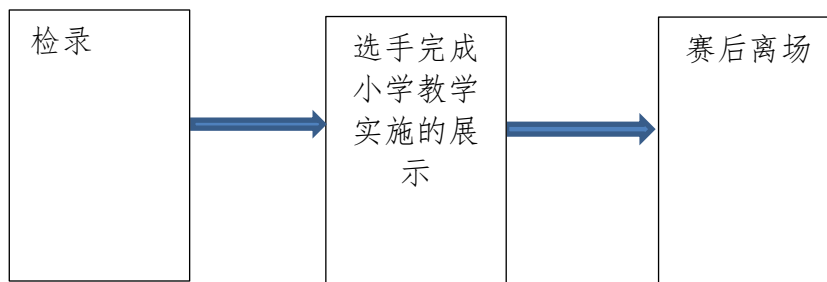 检录
选手完成
小学教学
实施的展
示
赛后离场